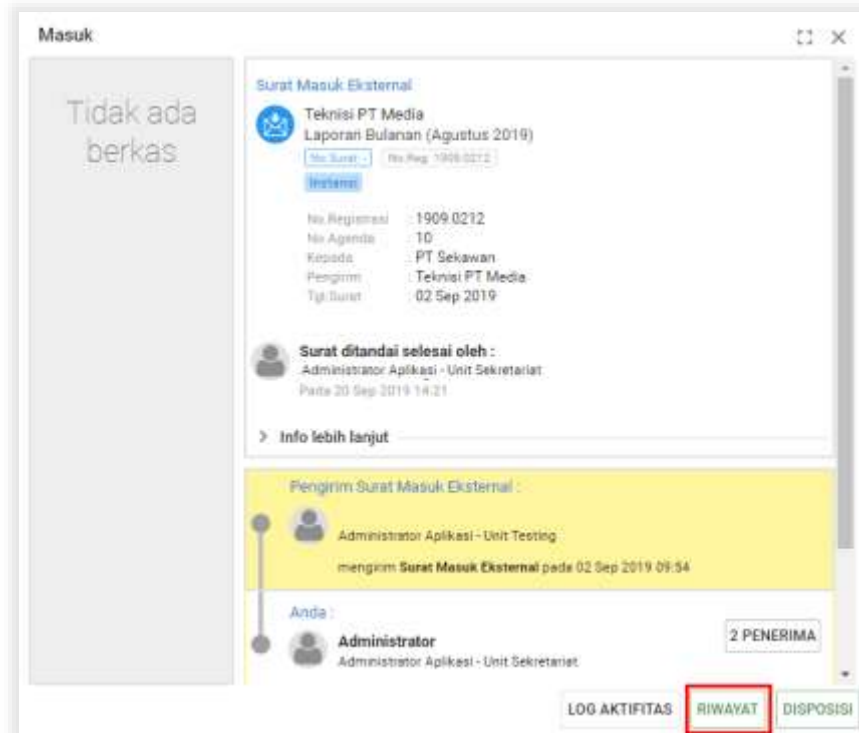 Masuk
Tidak ada
berkas
Surat Masuk Eksternal
Teknisi PT Media
Laporan Bulanan (Agustus 2019)
No Surat - No Reg. 1909.0212
Instansi
No Registrasi : 1909.0212
No Agenda : 10
Kepada : PT Sekawan
Pengirim : Teknisi PT Media
Tgl Surat : 02 Sep 2019
Surat ditandai selesai oleh :
Administrator Aplikasi - Unit Sekretariat
Pada 20 Sep 2019 14:21
Info lebih lanjut
Pengirim Surat Masuk Eksternal :
Administrator Aplikasi - Unit Testing
mengirim Surat Masuk Eksternal pada 02 Sep 2019 09:54
Anda :
Administrator
2 PENERIMA
Administrator Aplikasi - Unit Sekretariat
LOG AKTIFITAS RIWAYAT DISPOSISI